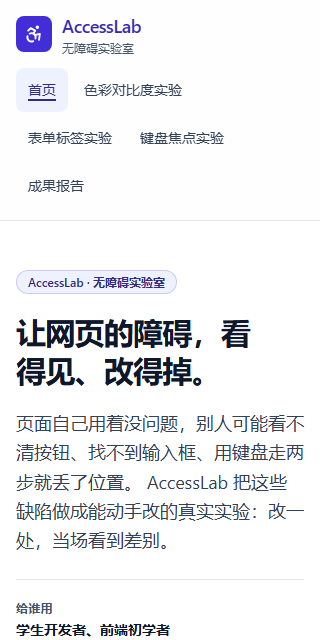 AccessLab
无障碍实验室
首页
色彩对比度实验
表单标签实验
键盘焦点实验
成果报告
AccessLab · 无障碍实验室
让网页的障碍，看
得见、改得掉。
页面自己用着没问题，别人可能看不
清按钮、找不到输入框、用键盘走两
步就丢了位置。 AccessLab 把这些
缺陷做成能动手改的真实实验：改一
处，当场看到差别。
给谁用
学生开发者、前端初学者